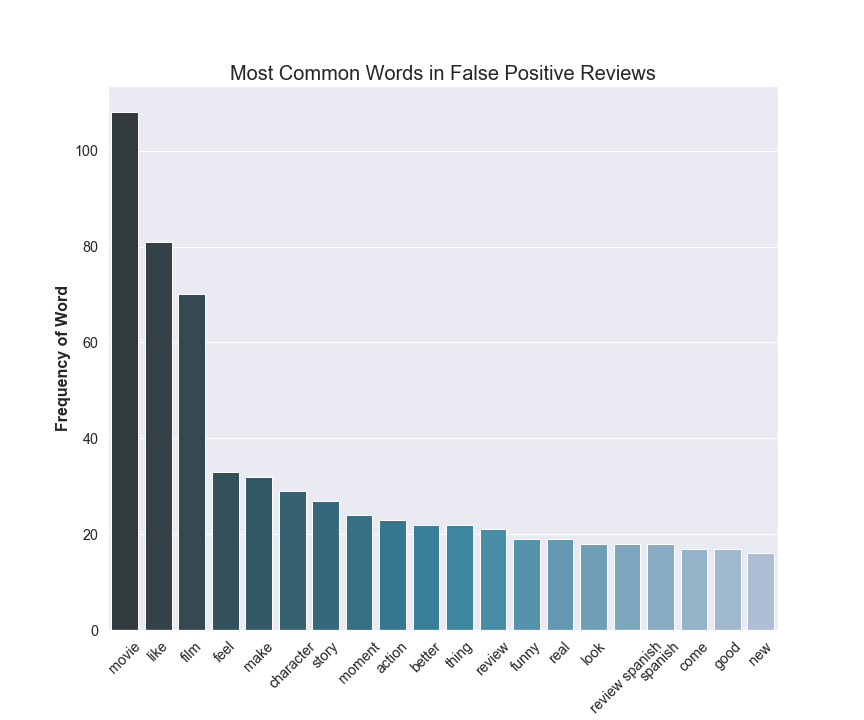 Most Common Words in False Positive Reviews
Frequency of Word
100
80
60
40
20
0
movie
like
film
feel
make
character
story
moment
action
better
thing
review
funny
real
look
review spanish
spanish
come
good
new